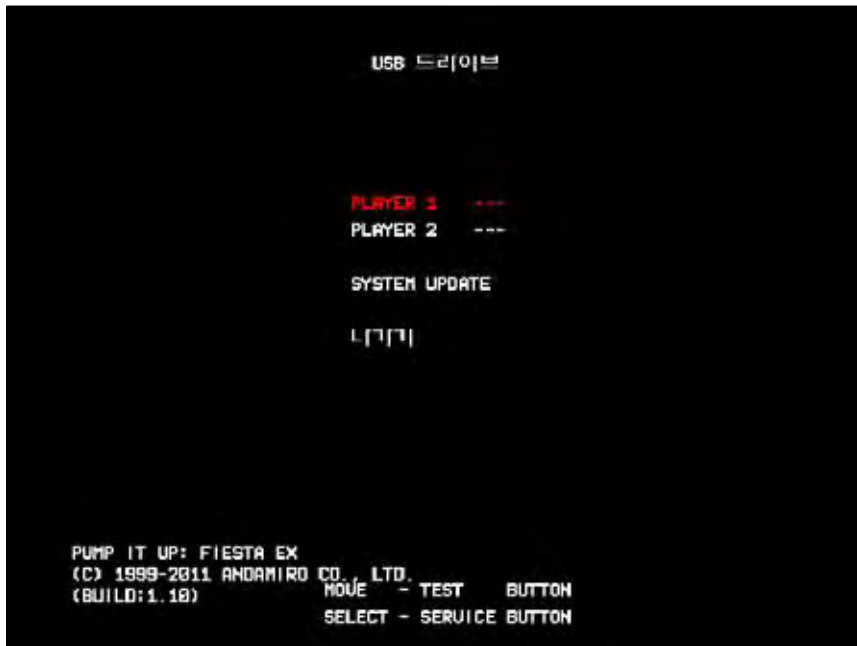 USB 드라이브
PLAYER 1 ---
PLAYER 2 ---
SYSTEM UPDATE
나가기
PUMP IT UP: FIESTA EX
(C) 1999-2011 ANDAMIRO CO., LTD.
(BUILD:1.10)
MOVE - TEST BUTTON
SELECT - SERVICE BUTTON